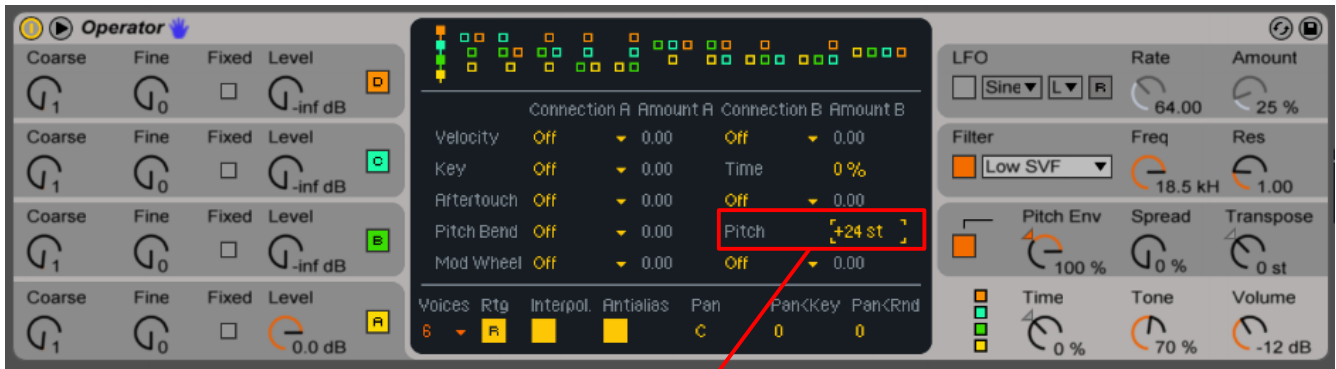 Operator
Coarse Fine Fixed Level
1 0 -inf dB D
Coarse Fine Fixed Level
1 0 -inf dB C
Coarse Fine Fixed Level
1 0 -inf dB B
Coarse Fine Fixed Level
1 0 0.0 dB A
Connection A Amount A Connection B Amount B
Velocity Off 0.00 Off 0.00
Key Off 0.00 Time 0 %
Aftertouch Off 0.00 Off 0.00
Pitch Bend Off 0.00 Pitch +24 st
Mod Wheel Off 0.00 Off 0.00
Voices Rtg Interpol. Antialias Pan Pan<Key Pan<Rnd
6 R C 0 0
LFO Rate Amount
Sine L R 64.00 25 %
Filter Freq Res
Low SVF 18.5 kH 1.00
Pitch Env Spread Transpose
100 % 0 % 0 st
Time Tone Volume
0 % 70 % -12 dB